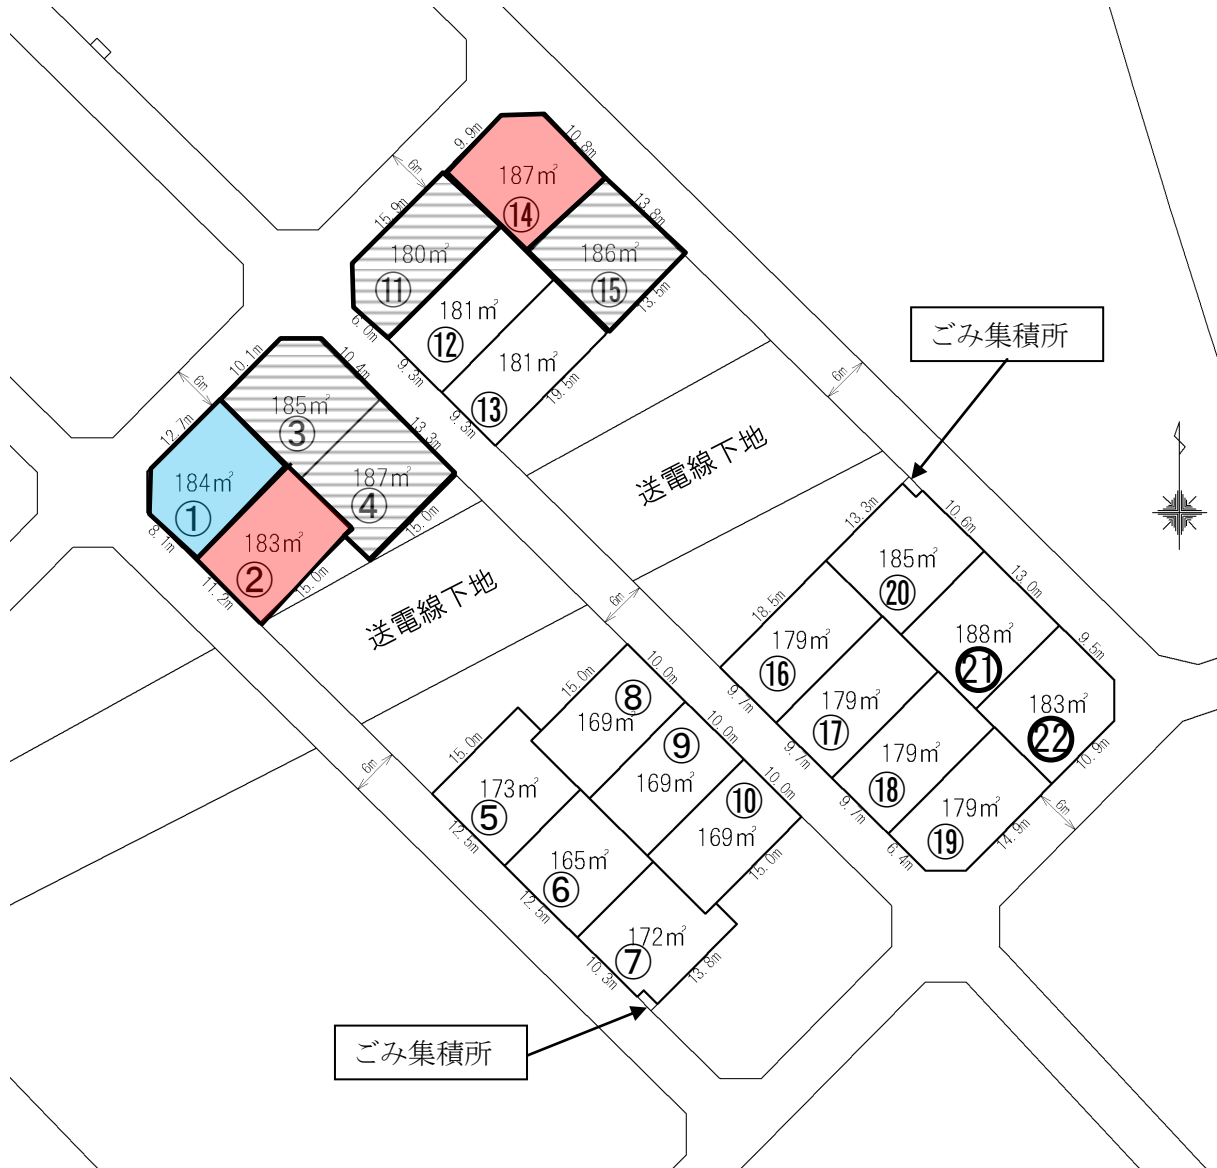 9.9m
10.8m
6m
187㎡
⑭
15.9m
13.8m
180㎡
⑪
186㎡
⑮
13.5m
6.0m
181㎡
⑫
9.3m
181㎡
⑬
9.3m
19.5m
ごみ集積所
6m
10.1m
10.4m
6m
185㎡
③
12.7m
13.3m
184㎡
①
187㎡
④
15.0m
8.1m
183㎡
②
11.2m
15.0m
送電線下地
送電線下地
6m
13.3m
10.6m
185㎡
⑳
13.0m
18.5m
188㎡
21
9.5m
179㎡
⑯
9.7m
183㎡
22
10.9m
179㎡
⑰
9.7m
179㎡
⑱
9.7m
179㎡
⑲
6.4m
14.9m
6m
6m
15.0m
10.0m
⑧
169㎡
10.0m
⑨
169㎡
10.0m
⑩
169㎡
15.0m
15.0m
173㎡
⑤
12.5m
165㎡
⑥
12.5m
172㎡
⑦
10.3m
13.8m
6m
ごみ集積所